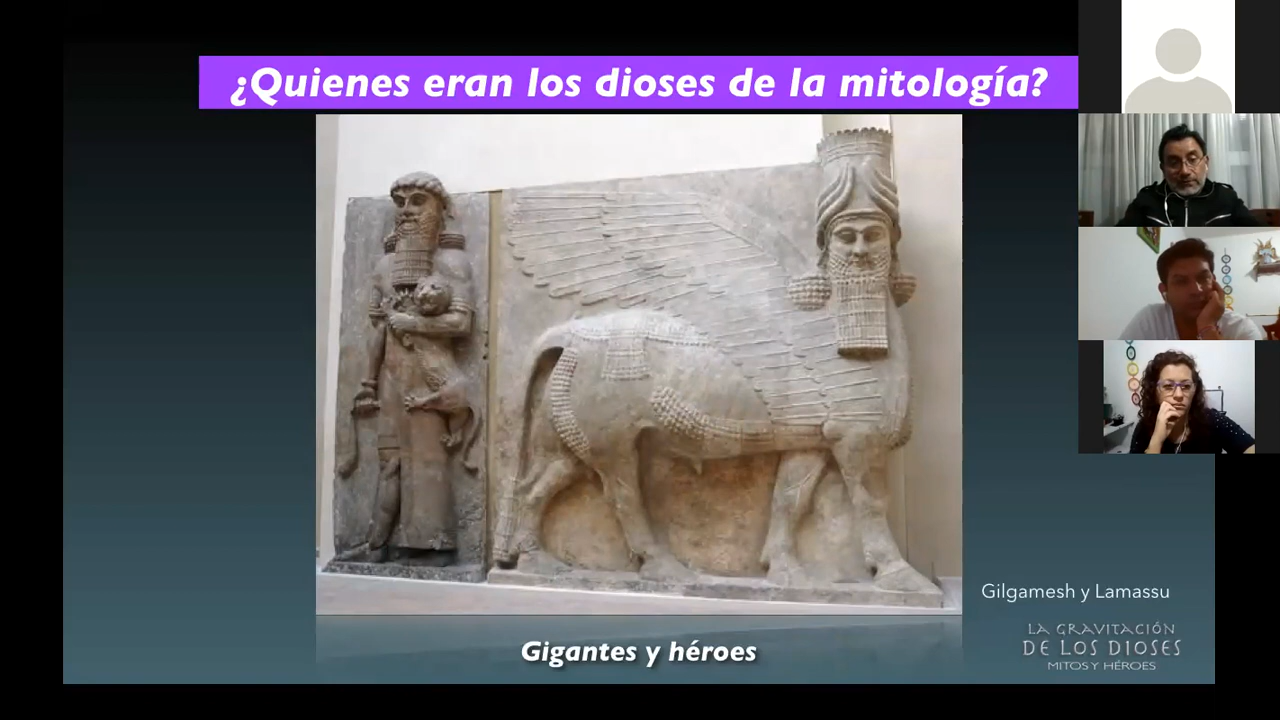 ¿Quienes eran los dioses de la mitología?
Gilgamesh y Lamassu
Gigantes y héroes
LA GRAVITACIÓN
DE LOS DIOSES
MITOS Y HÉROES